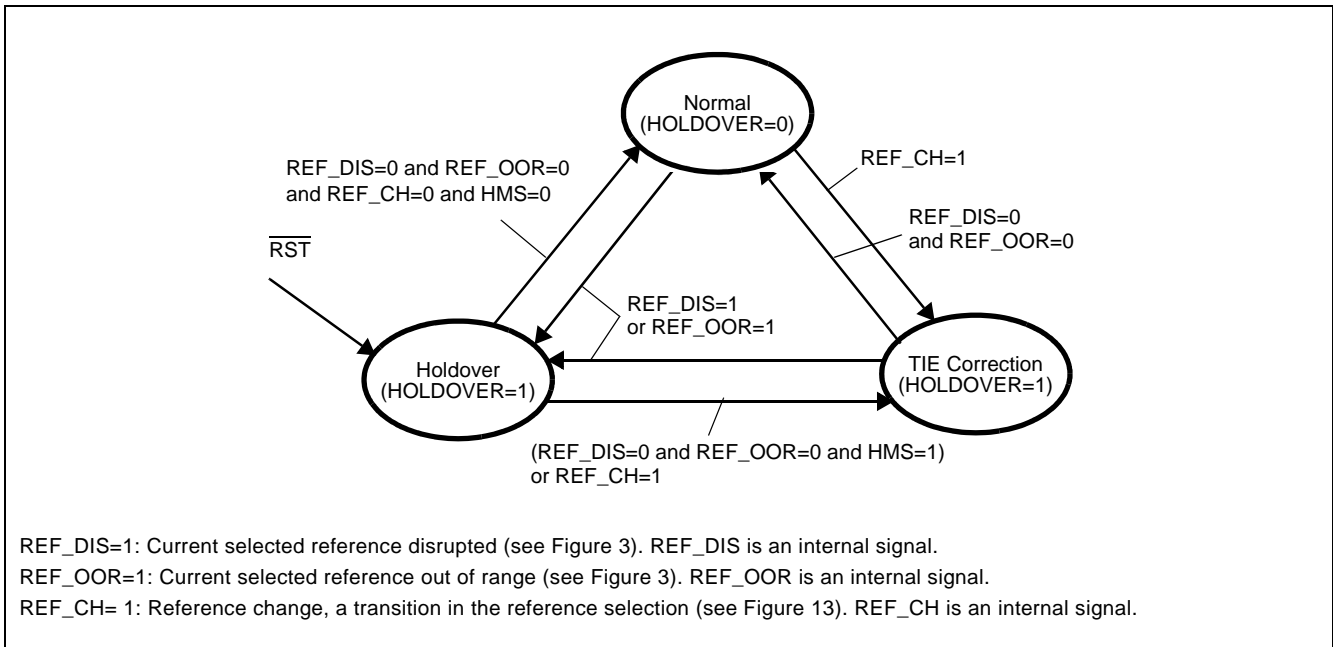 Normal
(HOLDOVER=0)
REF_CH=1
REF_DIS=0 and REF_OOR=0
and REF_CH=0 and HMS=0
REF_DIS=0
and REF_OOR=0
RST
REF_DIS=1
or REF_OOR=1
Holdover
(HOLDOVER=1)
TIE Correction
(HOLDOVER=1)
(REF_DIS=0 and REF_OOR=0 and HMS=1)
or REF_CH=1
REF_DIS=1: Current selected reference disrupted (see Figure 3). REF_DIS is an internal signal.
REF_OOR=1: Current selected reference out of range (see Figure 3). REF_OOR is an internal signal.
REF_CH= 1: Reference change, a transition in the reference selection (see Figure 13). REF_CH is an internal signal.